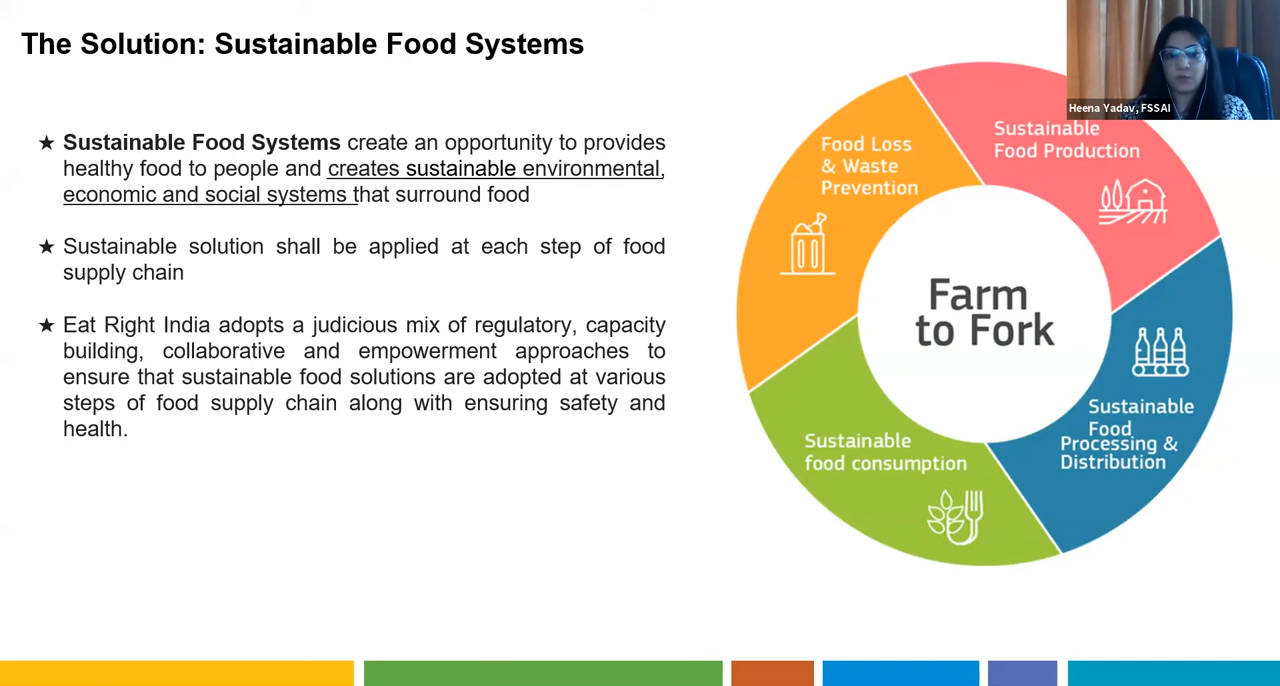 The Solution: Sustainable Food Systems
★ Sustainable Food Systems create an opportunity to provides
healthy food to people and creates sustainable environmental,
economic and social systems that surround food
★ Sustainable solution shall be applied at each step of food
supply chain
★ Eat Right India adopts a judicious mix of regulatory, capacity
building, collaborative and empowerment approaches to
ensure that sustainable food solutions are adopted at various
steps of food supply chain along with ensuring safety and
health.
Heena Yadav, FSSAI
Food Loss
& Waste
Prevention
Sustainable
Food Production
Farm
to Fork
Sustainable
Food
Processing &
Distribution
Sustainable
food consumption